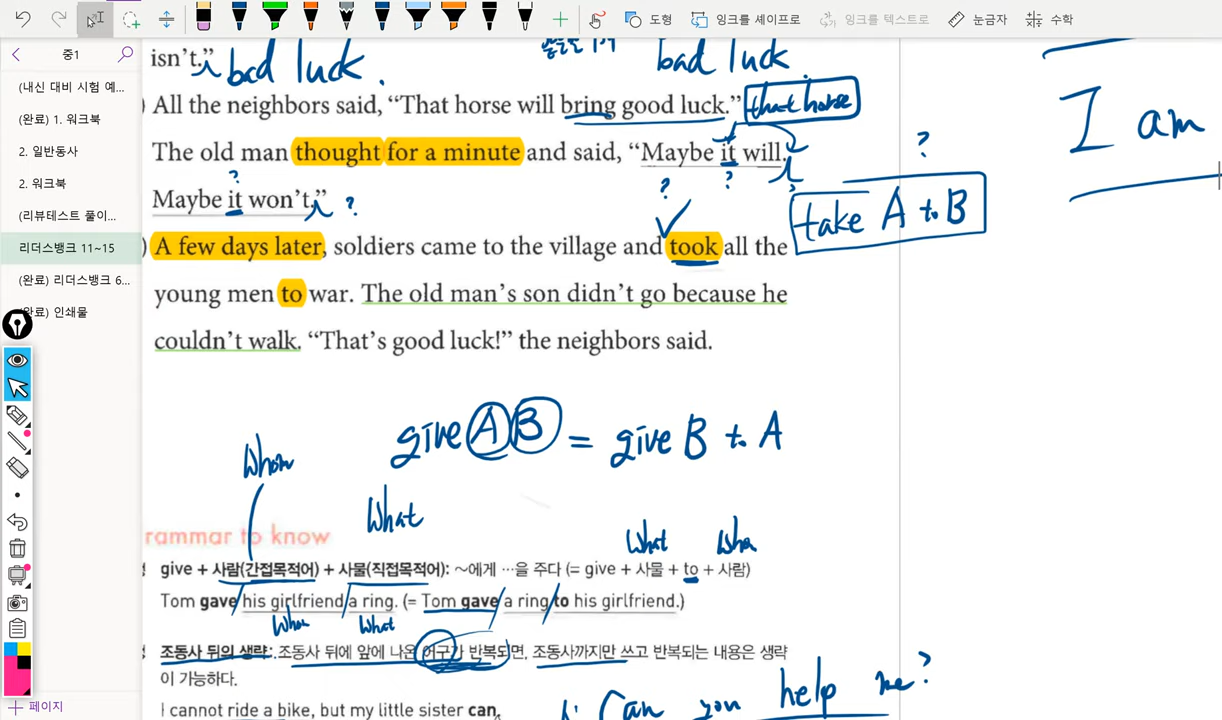 도형
잉크를 셰이프로
잉크를 텍스트로
눈금자
수학
중1
(내신 대비 시험 예...
(완료) 1. 워크북
2. 일반동사
2. 워크북
(리뷰테스트 풀이...
리더스뱅크 11~15
(완료) 리더스뱅크 6...
(완료) 인쇄물
페이지
isn't.” bad luck.
bad luck
I am
) All the neighbors said, “That horse will bring good luck.” that horse
The old man thought for a minute and said, “Maybe it will.
?
?
?
Maybe it won't.” ?
?
take A to B
) A few days later, soldiers came to the village and took all the
young men to war. The old man's son didn't go because he
couldn't walk. “That's good luck!” the neighbors said.
give A B = give B to A
Whom
What
rammar to know
What Whom
give + 사람(간접목적어) + 사물(직접목적어): ~에게 …을 주다 (= give + 사물 + to + 사람)
Tom gave / his girlfriend / a ring. (= Tom gave / a ring / to his girlfriend.)
Whom What
조동사 뒤의 생략: 조동사 뒤에 앞에 나온 어구가 반복되면, 조동사까지만 쓰고 반복되는 내용은 생략
이 가능하다.
Can you help me?
I cannot ride a bike, but my little sister can.